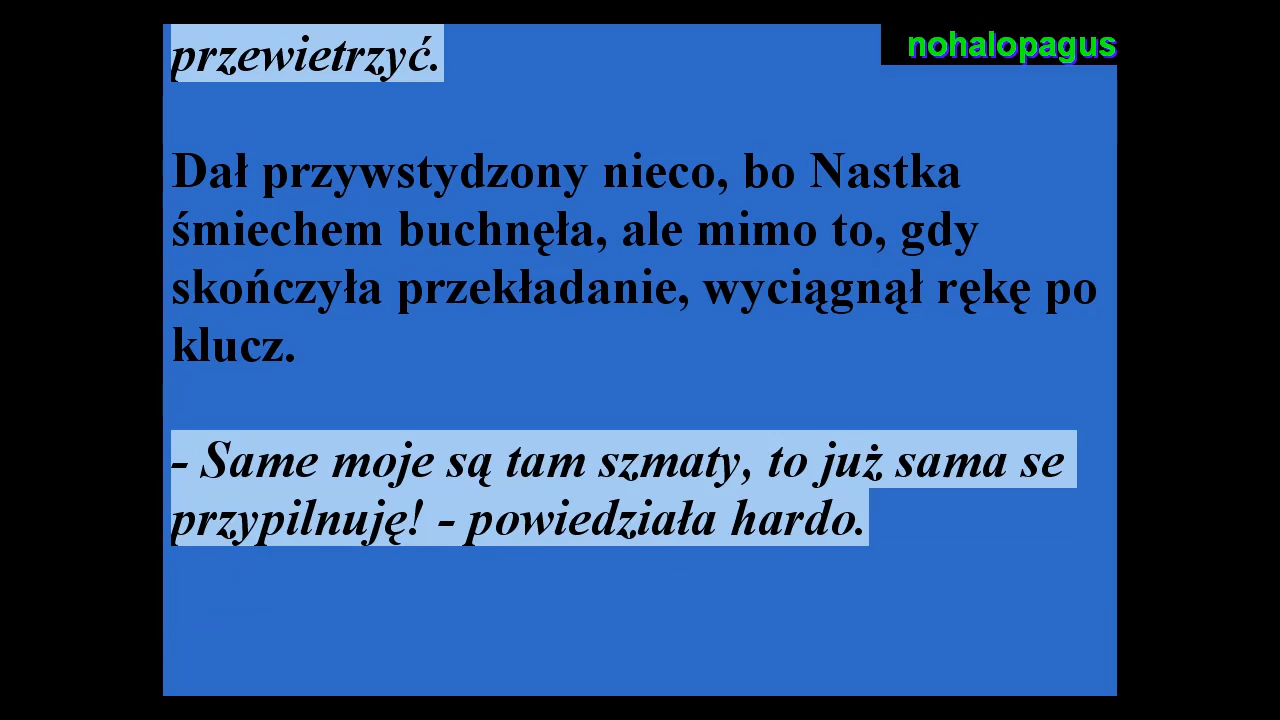 przewietrzyć.
nohalopagus
Dał przywstydzony nieco, bo Nastka
śmiechem buchnęła, ale mimo to, gdy
skończyła przekładanie, wyciągnął rękę po
klucz.
- Same moje są tam szmaty, to już sama se
przypilnuję! - powiedziała hardo.